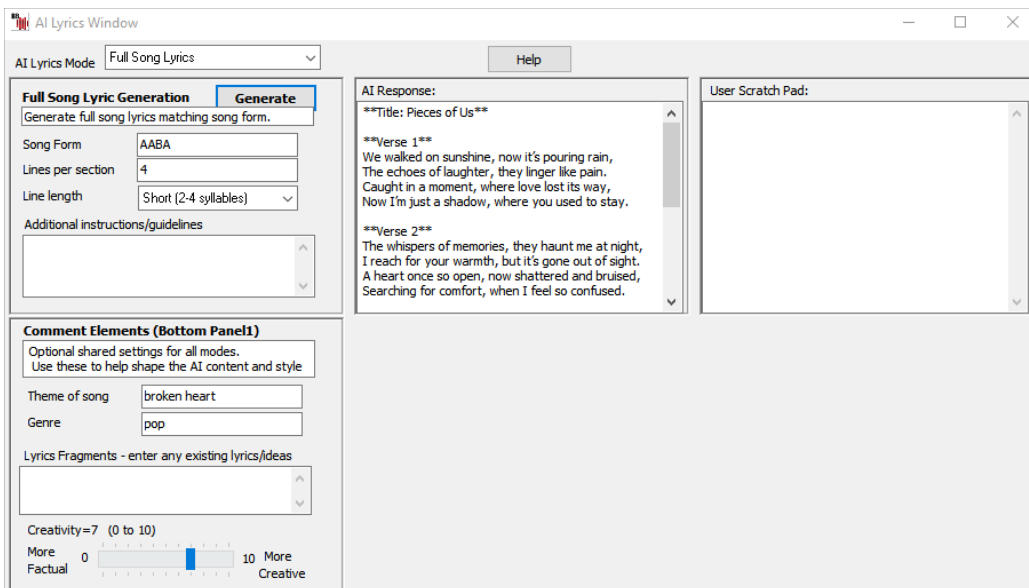 AI Lyrics Window
AI Lyrics Mode Full Song Lyrics
Help
Full Song Lyric Generation Generate
Generate full song lyrics matching song form.
Song Form AABA
Lines per section 4
Line length Short (2-4 syllables)
Additional instructions/guidelines
AI Response:
**Title: Pieces of Us**
**Verse 1**
We walked on sunshine, now it's pouring rain,
The echoes of laughter, they linger like pain.
Caught in a moment, where love lost its way,
Now I'm just a shadow, where you used to stay.
**Verse 2**
The whispers of memories, they haunt me at night,
I reach for your warmth, but it's gone out of sight.
A heart once so open, now shattered and bruised,
Searching for comfort, when I feel so confused.
User Scratch Pad:
Comment Elements (Bottom Panel1)
Optional shared settings for all modes.
Use these to help shape the AI content and style
Theme of song broken heart
Genre pop
Lyrics Fragments - enter any existing lyrics/ideas
Creativity=7 (0 to 10)
More Factual 0 10 More Creative